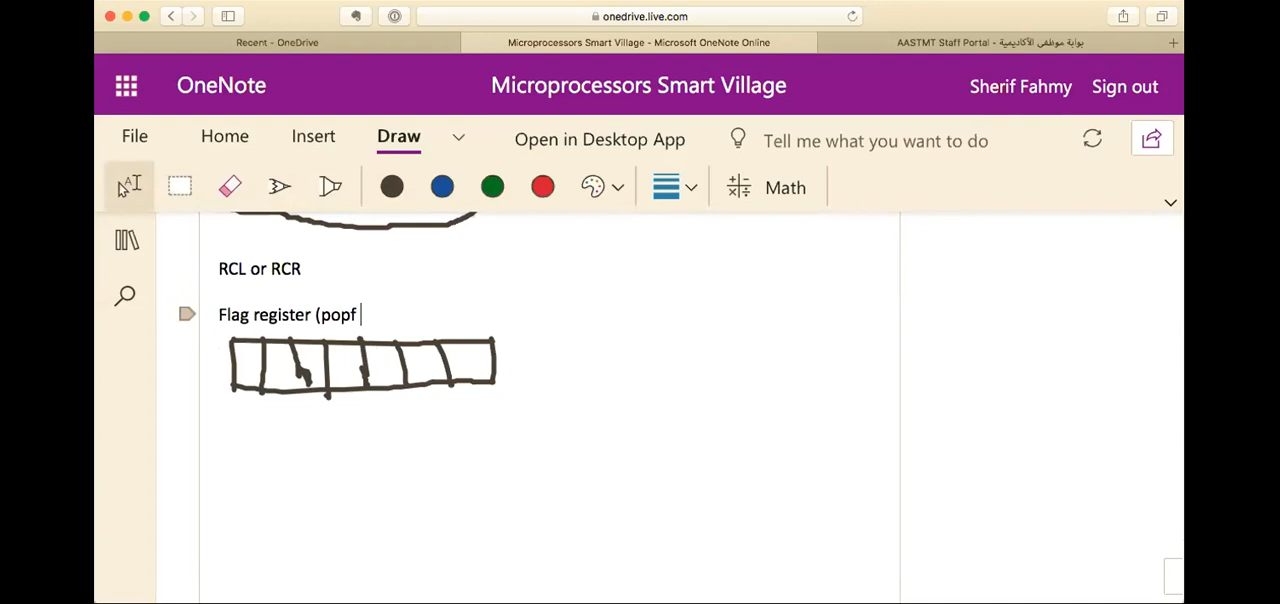 onedrive.live.com
Recent - OneDrive
Microprocessors Smart Village - Microsoft OneNote Online
بوابة موظفى الأكاديمية - AASTMT Staff Portal
OneNote
Microprocessors Smart Village
Sherif Fahmy
Sign out
File
Home
Insert
Draw
Open in Desktop App
Tell me what you want to do
Math
RCL or RCR
Flag register (popf